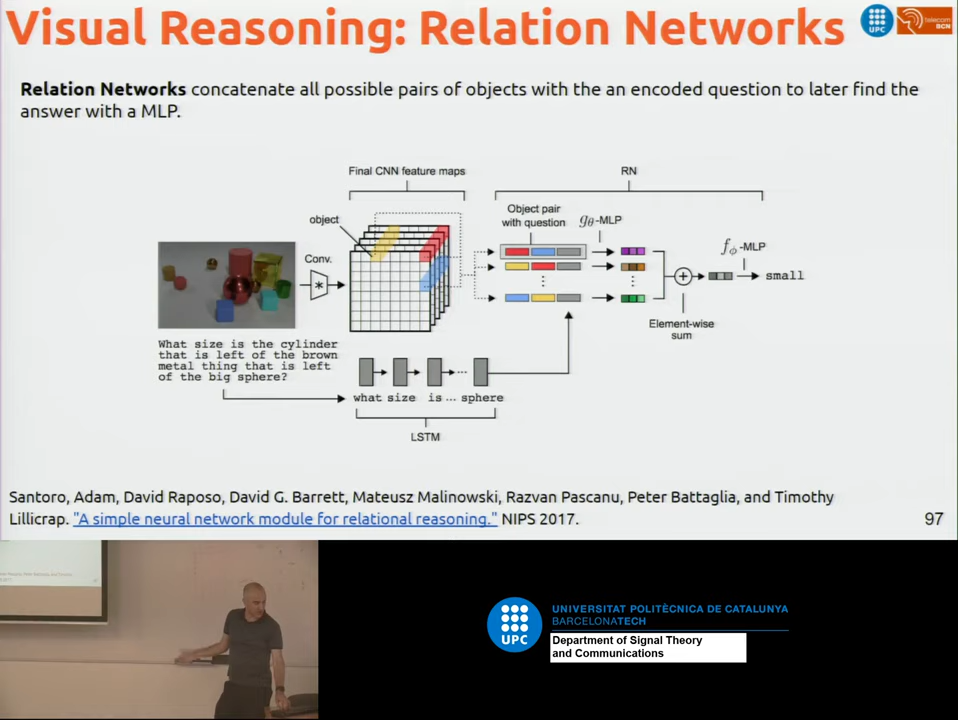 Visual Reasoning: Relation Networks
UPC
telecom
BCN
Relation Networks concatenate all possible pairs of objects with the an encoded question to later find the
answer with a MLP.
Final CNN feature maps
RN
object
Object pair
with question
gθ-MLP
Conv.
*
fϕ-MLP
+
small
Element-wise
sum
What size is the cylinder
that is left of the brown
metal thing that is left
of the big sphere?
...
what size is ... sphere
LSTM
Santoro, Adam, David Raposo, David G. Barrett, Mateusz Malinowski, Razvan Pascanu, Peter Battaglia, and Timothy
Lillicrap. "A simple neural network module for relational reasoning." NIPS 2017.
97
UPC
UNIVERSITAT POLITÈCNICA DE CATALUNYA
BARCELONATECH
Department of Signal Theory
and Communications